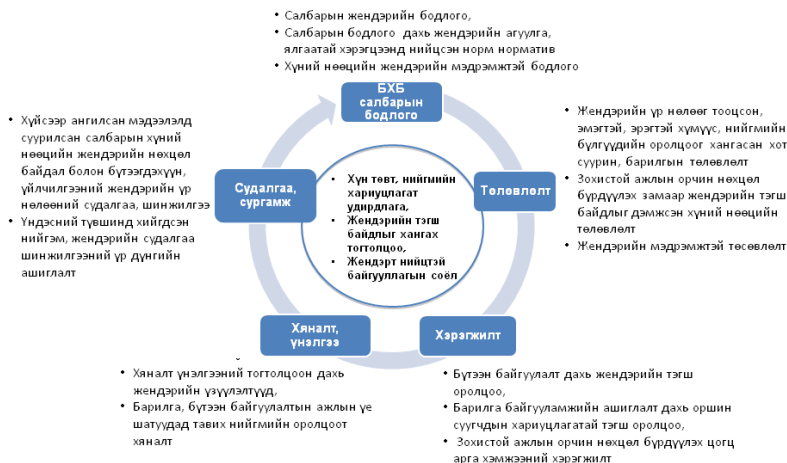 • Салбарын жендэрийн бодлого,
• Салбарын бодлого дахь жендэрийн агуулга,
ялгаатай хэрэгцээнд нийцсэн норм норматив
• Хүний нөөцийн жендэрийн мэдрэмжтэй бодлого
БХБ
салбарын
бодлого
• Жендэрийн үр нөлөөг тооцсон,
эмэгтэй, эрэгтэй хүмүүс, нийгмийн
бүлгүүдийн оролцоог хангасан хот
суурин, барилгын төлөвлөлт
• Зохистой ажлын орчин нөхцөл
бүрдүүлэх замаар жендэрийн тэгш
байдлыг дэмжсэн хүний нөөцийн
төлөвлөлт
• Жендэрийн мэдрэмжтэй төсөвлөлт
Төлөвлөлт
• Хүйсээр ангилсан мэдээлэлд
суурилсан салбарын хүний
нөөцийн жендэрийн нөхцөл
байдал болон бүтээгдэхүүн,
үйлчилгээний жендэрийн үр
нөлөөний судалгаа, шинжилгээ
• Үндэсний түвшинд хийгдсэн
нийгэм, жендэрийн судалгаа
шинжилгээний үр дүнгийн
ашиглалт
Судалгаа,
сургамж
• Хүн төвт, нийгмийн
хариуцлагат
удирдлага,
• Жендэрийн тэгш
байдлыг хангах
тогтолцоо,
• Жендэрт нийцтэй
байгууллагын соёл
Хяналт,
үнэлгээ
Хэрэгжилт
• Хяналт үнэлгээний тогтолцоон дахь
жендэрийн үзүүлэлтүүд,
• Барилга, бүтээн байгуулалтын ажлын үе
шатуудад тавих нийгмийн оролцоот
хяналт
• Бүтээн байгуулалт дахь жендэрийн тэгш
оролцоо,
• Барилга байгууламжийн ашиглалт дахь оршин
суугчдын хариуцлагатай тэгш оролцоо,
• Зохистой ажлын орчин нөхцөл бүрдүүлэх цогц
арга хэмжээний хэрэгжилт